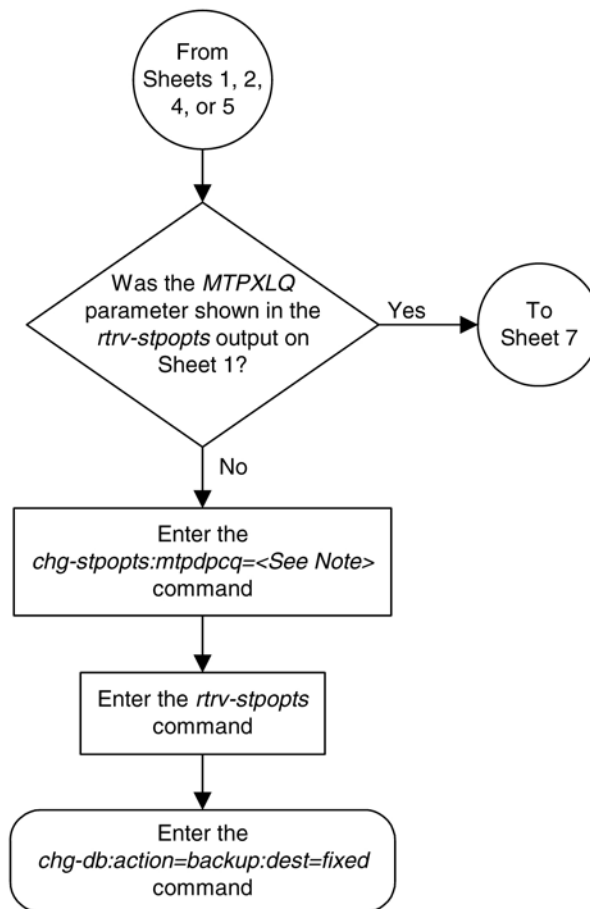 From
Sheets 1, 2,
4, or 5
Was the MTPXLQ
parameter shown in the
rtrv-stpopts output on
Sheet 1?
Yes
To
Sheet 7
No
Enter the
chg-stpopts:mtpdpcq=<See Note>
command
Enter the rtrv-stpopts
command
Enter the
chg-db:action=backup:dest=fixed
command